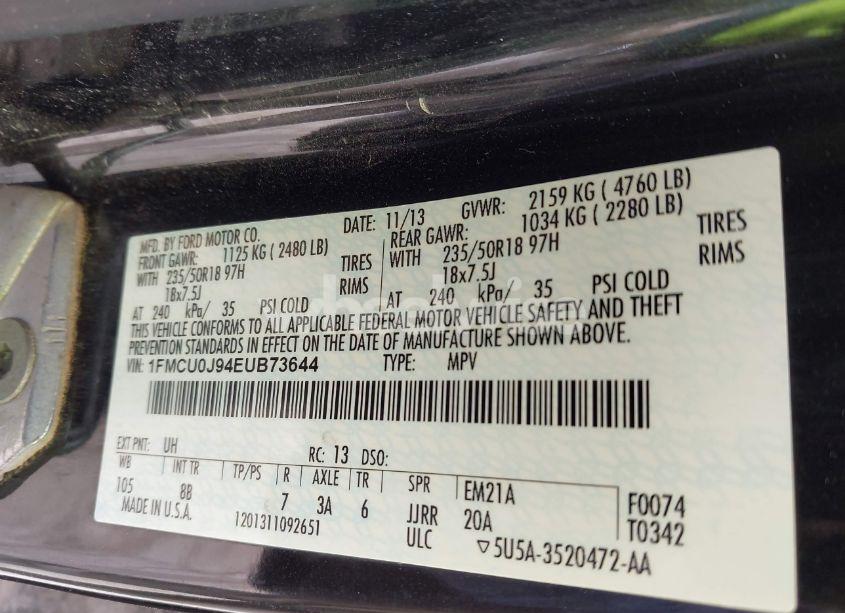 MFD. BY FORD MOTOR CO. DATE: 11/13 GVWR: 2159 KG ( 4760 LB)
FRONT GAWR: 1125 KG ( 2480 LB) REAR GAWR: 1034 KG ( 2280 LB)
WITH 235/50R18 97H TIRES WITH 235/50R18 97H TIRES
18x7.5J RIMS 18x7.5J RIMS
AT 240 kPa/ 35 PSI COLD AT 240 kPa/ 35 PSI COLD
THIS VEHICLE CONFORMS TO ALL APPLICABLE FEDERAL MOTOR VEHICLE SAFETY AND THEFT
PREVENTION STANDARDS IN EFFECT ON THE DATE OF MANUFACTURE SHOWN ABOVE.
VIN: 1FMCU0J94EUB73644 TYPE: MPV
EXT PNT: UH RC: 13 DSO:
WB INT TR TP/PS R AXLE TR SPR EM21A F0074
105 8B 7 3A 6 JJRR 20A T0342
MADE IN U.S.A. 1201311092651 ULC ▽5U5A-3520472-AA